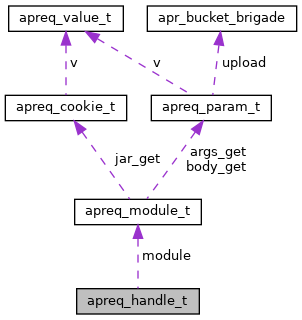 apreq_value_t
apr_bucket_brigade
v
v
upload
apreq_cookie_t
apreq_param_t
jar_get
args_get
body_get
apreq_module_t
module
apreq_handle_t